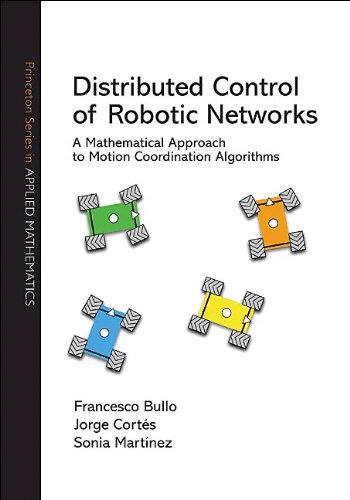 Princeton Series in APPLIED MATHEMATICS
Distributed Control
of Robotic Networks
A Mathematical Approach
to Motion Coordination Algorithms
Francesco Bullo
Jorge Cortés
Sonia Martínez